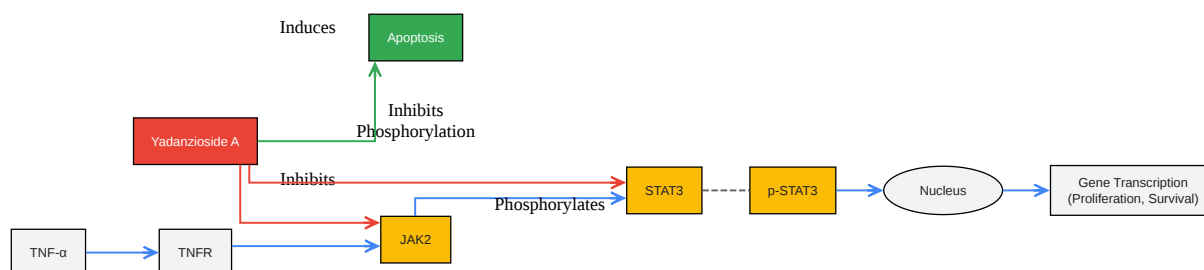 Induces
Apoptosis
Inhibits
Phosphorylation
Yadanzioside A
Inhibits
STAT3
p-STAT3
Nucleus
Gene Transcription
(Proliferation, Survival)
Phosphorylates
JAK2
TNF-α
TNFR